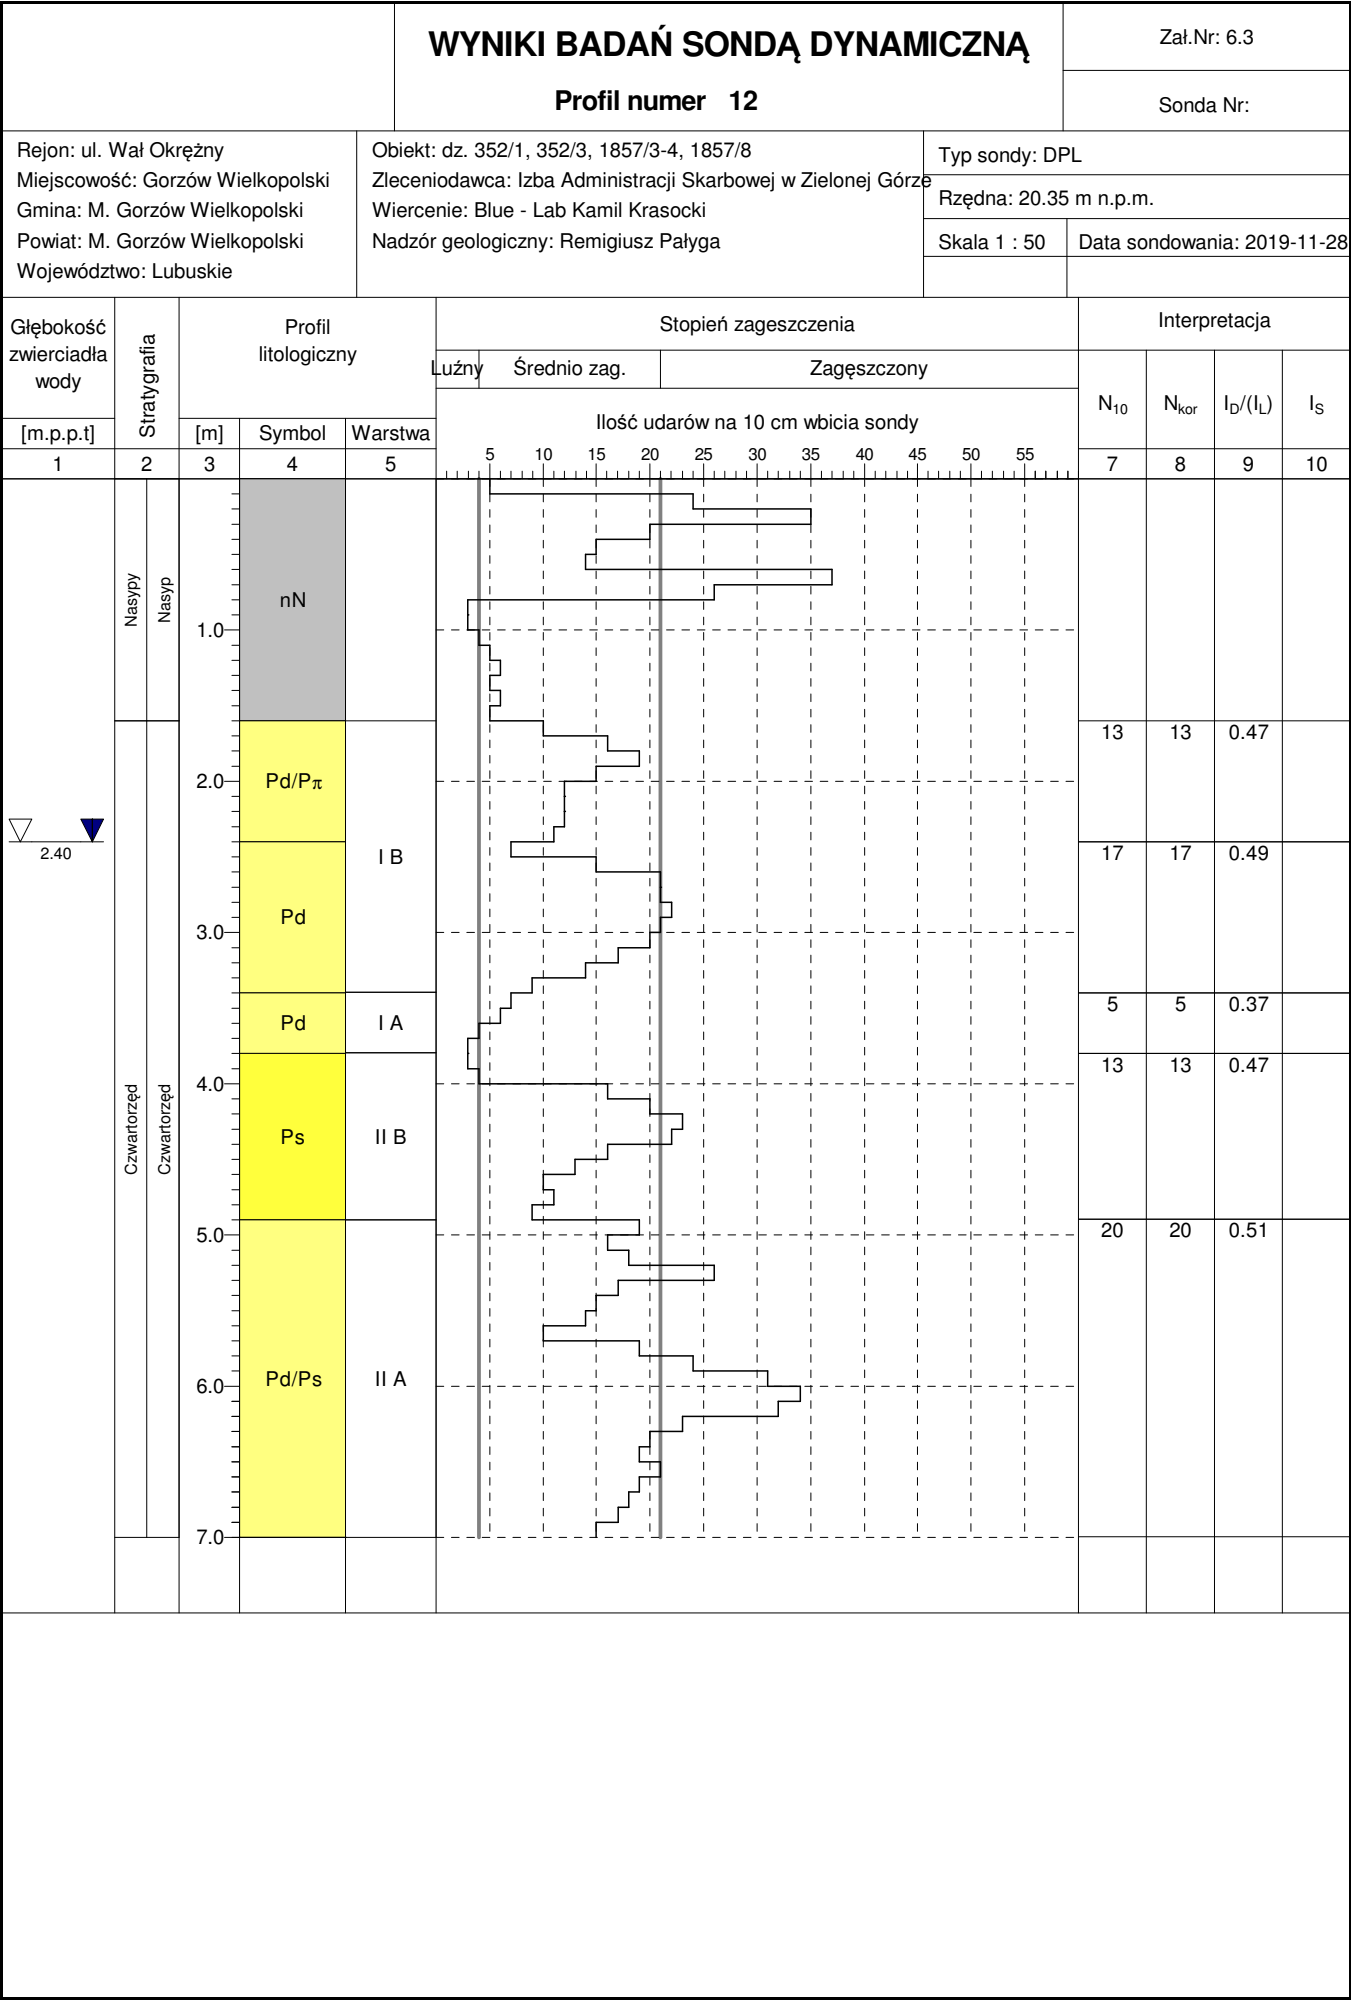 WYNIKI BADAŃ SONDĄ DYNAMICZNĄ
Profil numer 12
Zał.Nr: 6.3
Sonda Nr:
Rejon: ul. Wał Okrężny
Miejscowość: Gorzów Wielkopolski
Gmina: M. Gorzów Wielkopolski
Powiat: M. Gorzów Wielkopolski
Województwo: Lubuskie
Obiekt: dz. 352/1, 352/3, 1857/3-4, 1857/8
Zleceniodawca: Izba Administracji Skarbowej w Zielonej Górze
Wiercenie: Blue - Lab Kamil Krasocki
Nadzór geologiczny: Remigiusz Pałyga
Typ sondy: DPL
Rzędna: 20.35 m n.p.m.
Skala 1 : 50 Data sondowania: 2019-11-28
Głębokość
zwierciadła
wody
[m.p.p.t]
Stratygrafia
Profil
litologiczny
[m] Symbol Warstwa
Stopień zageszczenia
Luźny Średnio zag. Zagęszczony
Ilość udarów na 10 cm wbicia sondy
5 10 15 20 25 30 35 40 45 50 55
Interpretacja
N10 Nkor ID/(IL) IS
1 2 3 4 5 7 8 9 10
Nasypy Nasyp
nN
1.0
13 13 0.47
Pd/Pπ
2.0
2.40
I B
17 17 0.49
Pd
3.0
Pd I A
5 5 0.37
13 13 0.47
4.0
Czwartorzęd Czwartorzęd
Ps II B
5.0
20 20 0.51
Pd/Ps II A
6.0
7.0